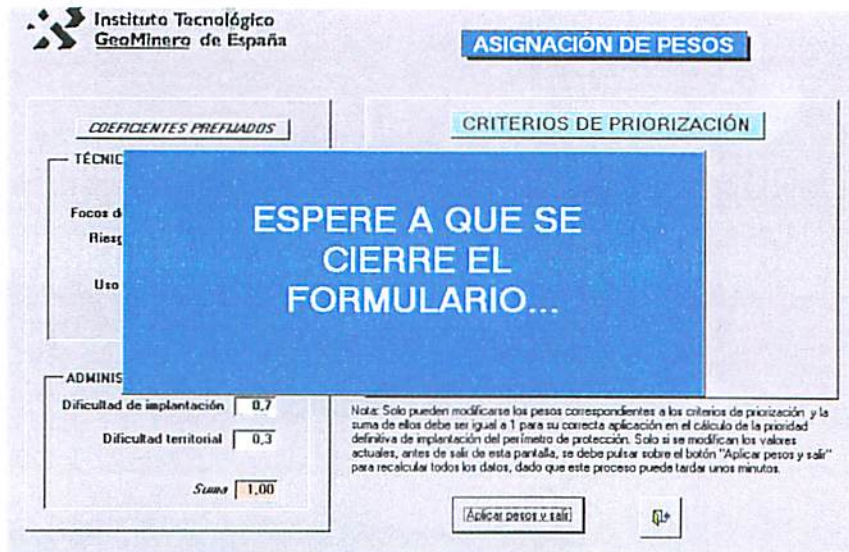 Instituto Tecnológico
GeoMinero de España
ASIGNACIÓN DE PESOS
COEFICIENTES PREFIJADOS
CRITERIOS DE PRIORIZACIÓN
TÉCNIC
Focos d
Riesg
Uso
ESPERE A QUE SE
CIERRE EL
FORMULARIO...
ADMINIS
Dificultad de implantación 0,7
Dificultad territorial 0,3
Suma 1,00
Nota: Solo pueden modificarse los pesos correspondientes a los criterios de priorización y la
suma de ellos debe ser igual a 1 para su correcta aplicación en el cálculo de la prioridad
definitiva de implantación del perímetro de protección. Solo si se modifican los valores
actuales, antes de salir de esta pantalla, se debe pulsar sobre el botón "Aplicar pesos y salir"
para recalcular todos los datos, dado que este proceso puede tardar unos minutos.
Aplicar pesos y salir